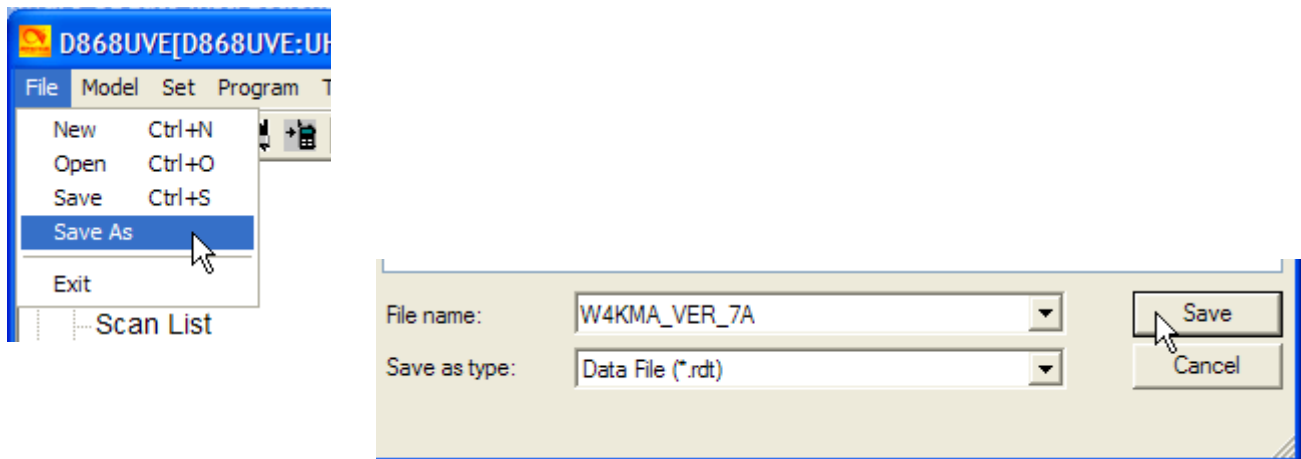 D868UVE[D868UVE:UH
File Model Set Program T
New Ctrl+N
Open Ctrl+O
Save Ctrl+S
Save As
Exit
Scan List
File name: W4KMA_VER_7A Save
Save as type: Data File (*.rdt) Cancel